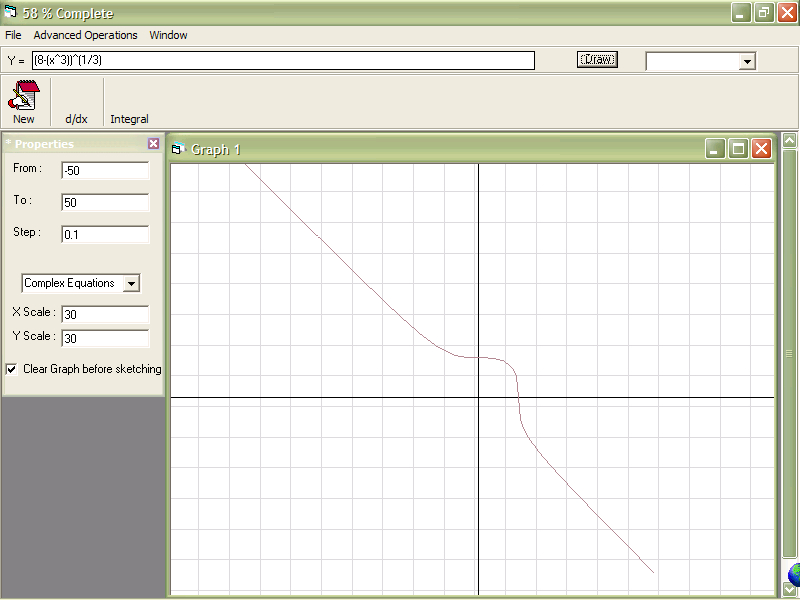 58 % Complete
File Advanced Operations Window
Y = (8-(x^3))^(1/3) Draw
New d/dx Integral
* Properties
From : -50
To : 50
Step : 0.1
Complex Equations
X Scale : 30
Y Scale : 30
Clear Graph before sketching
Graph 1